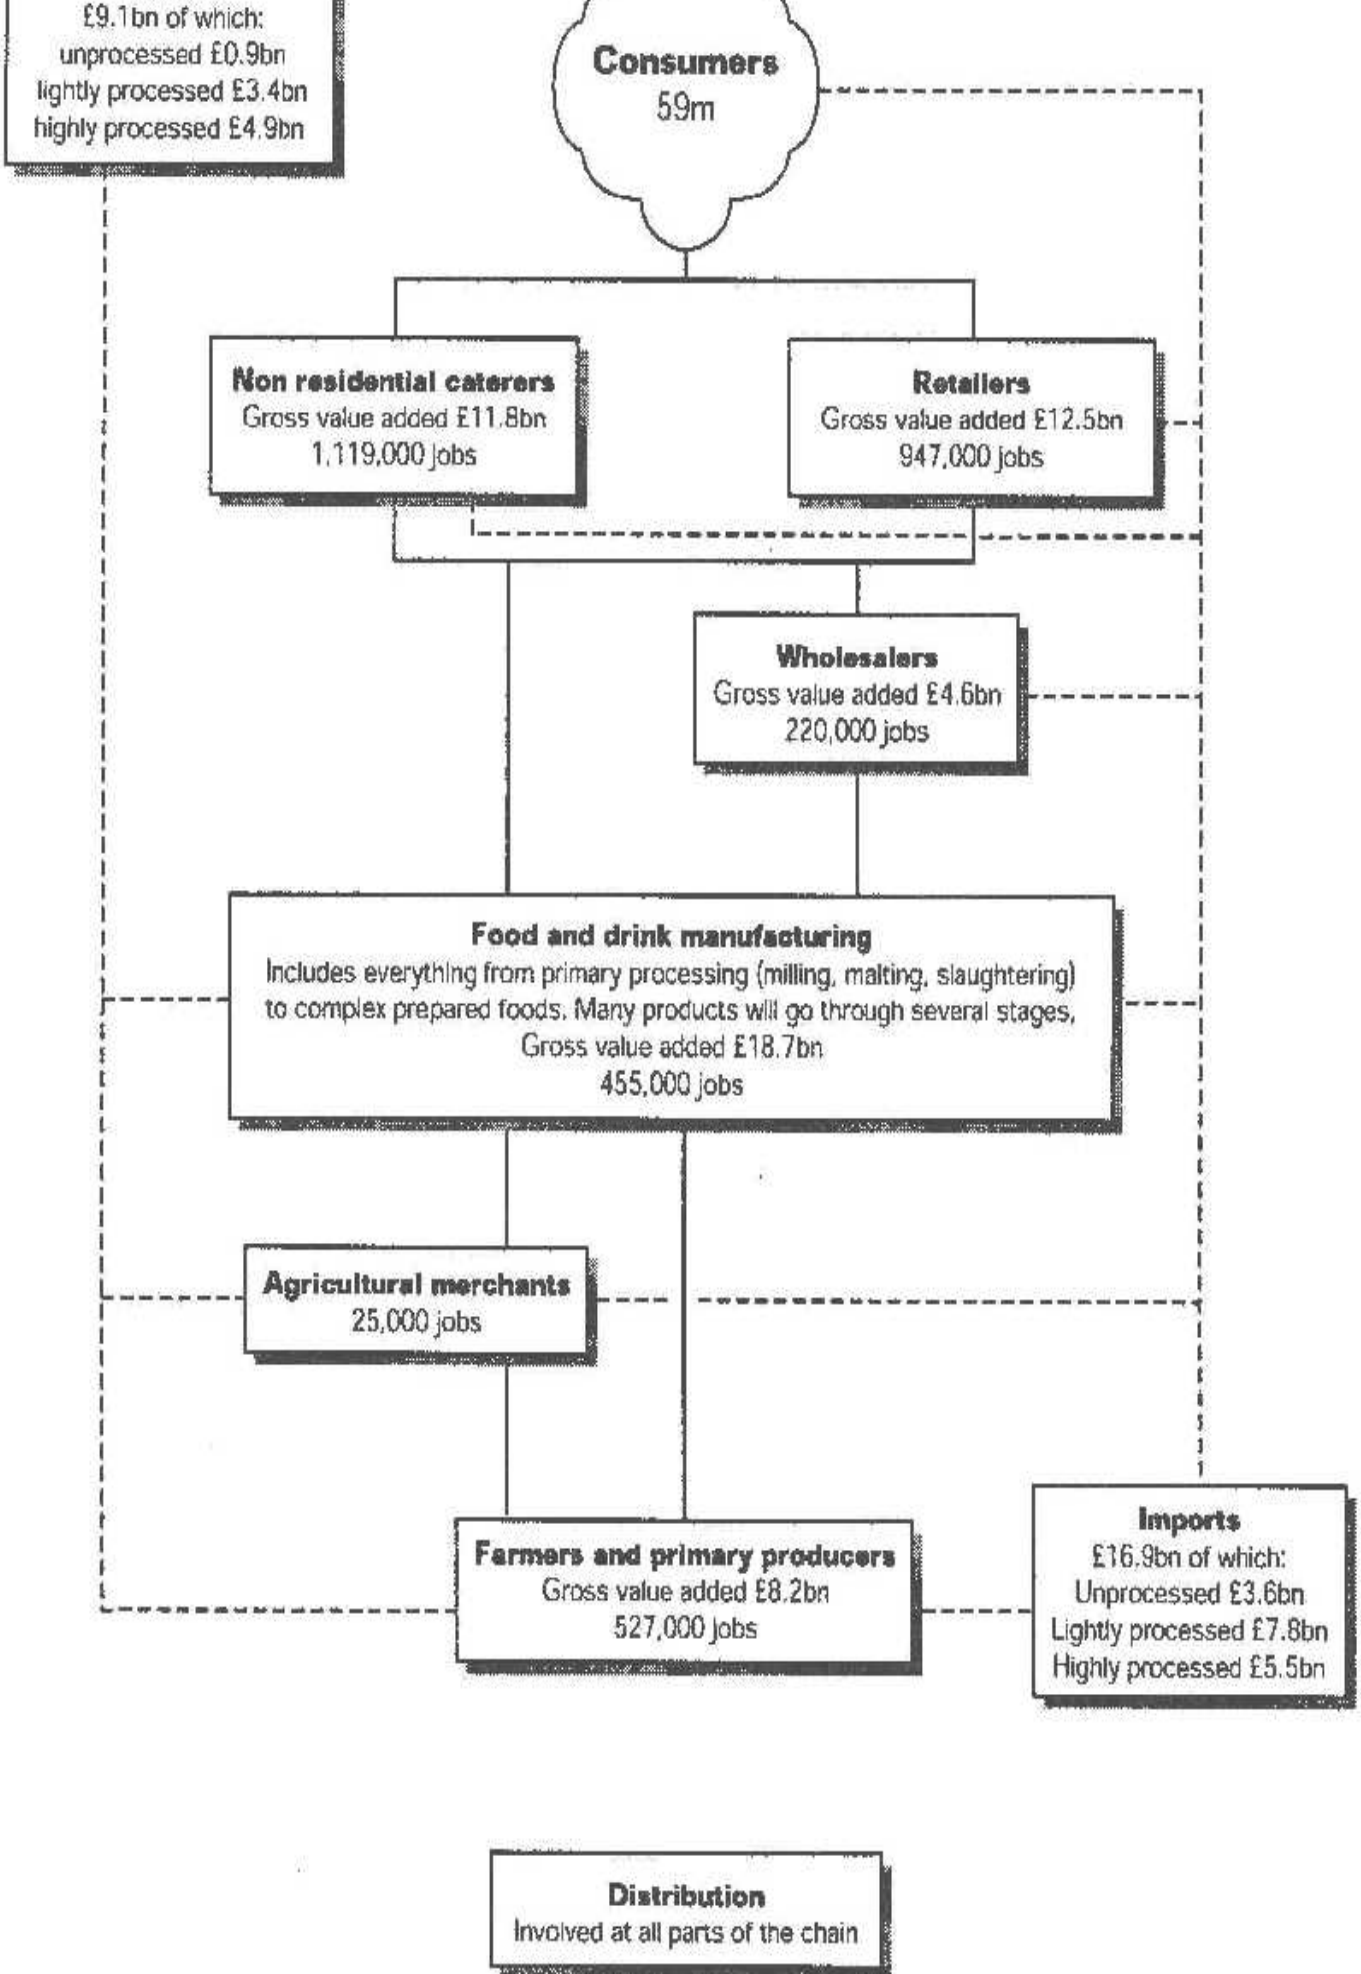 £9.1bn of which:
unprocessed £0.9bn
lightly processed £3.4bn
highly processed £4.9bn
Consumers
59m
Non residential caterers
Gross value added £11.8bn
1,119,000 jobs
Retailers
Gross value added £12.5bn
947,000 jobs
Wholesalers
Gross value added £4.6bn
220,000 jobs
Food and drink manufacturing
Includes everything from primary processing (milling, malting, slaughtering)
to complex prepared foods. Many products will go through several stages.
Gross value added £18.7bn
455,000 jobs
Agricultural merchants
25,000 jobs
Farmers and primary producers
Gross value added £8.2bn
527,000 jobs
Imports
£16.9bn of which:
Unprocessed £3.6bn
Lightly processed £7.8bn
Highly processed £5.5bn
Distribution
Involved at all parts of the chain